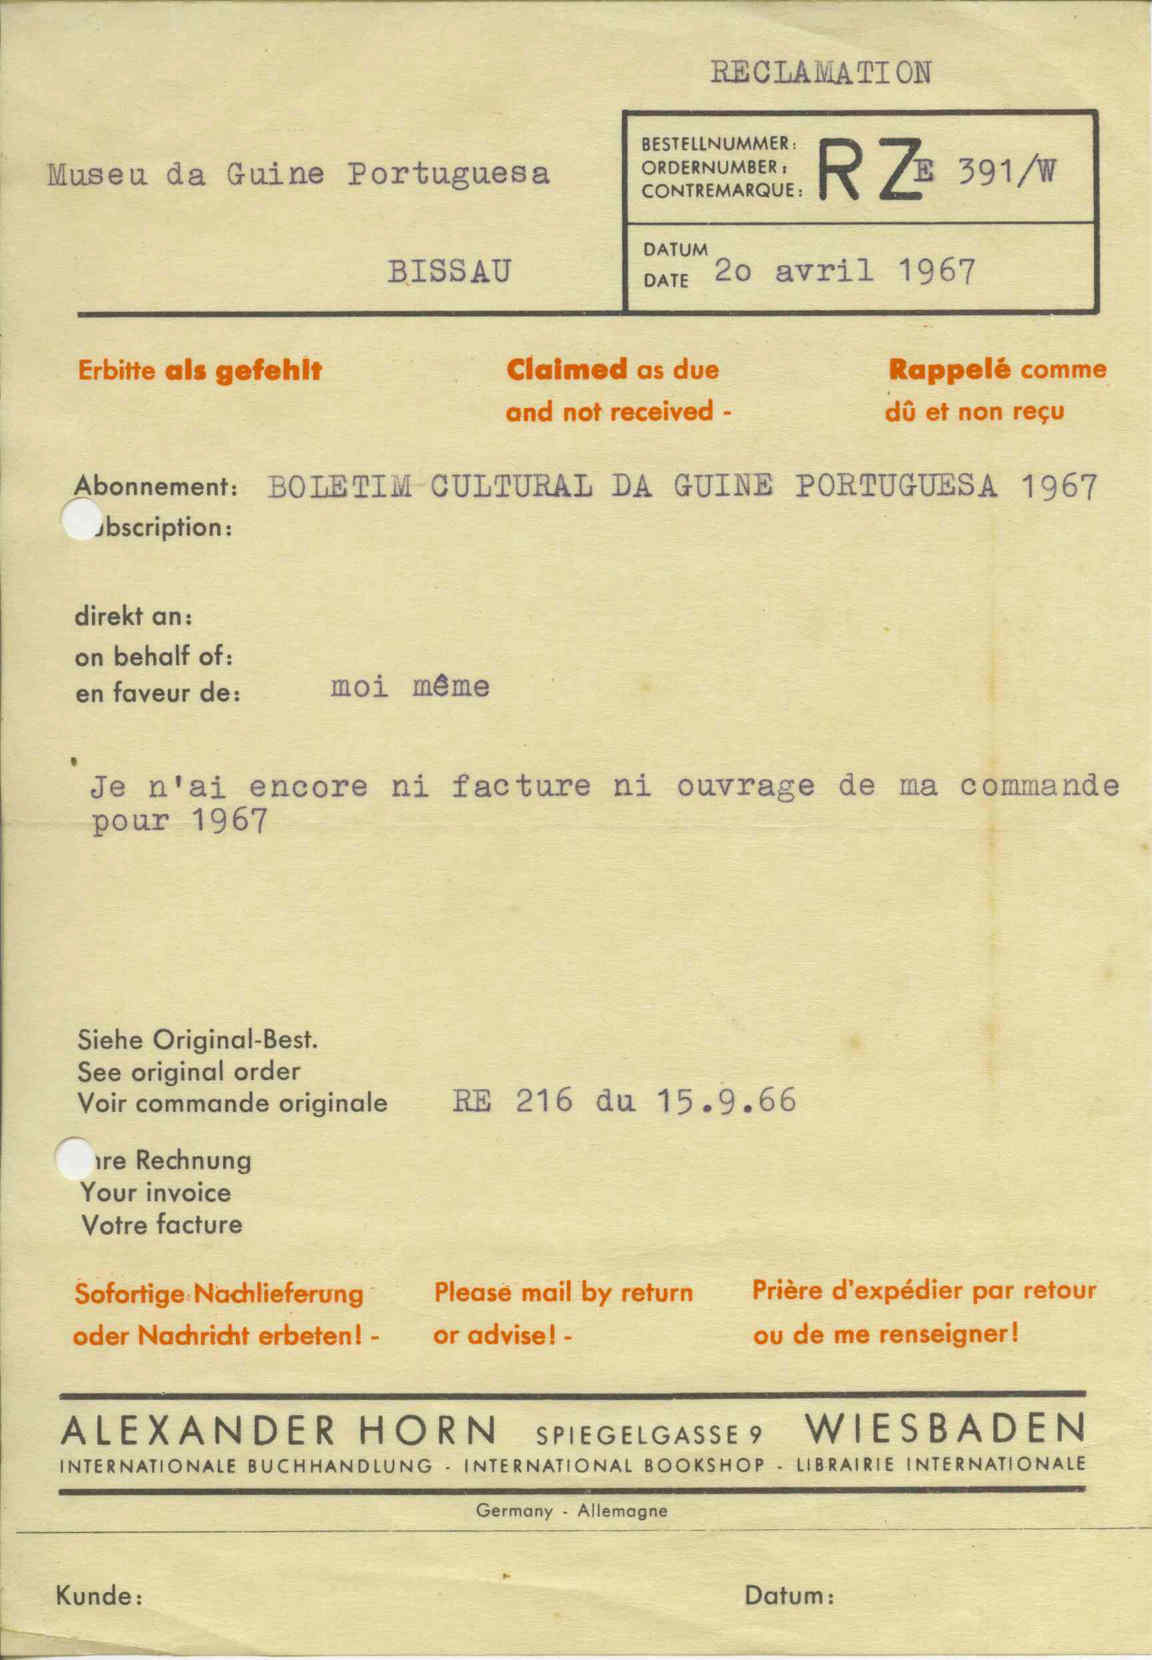 RECLAMATION
Museu da Guine Portuguesa
BISSAU
BESTELLNUMMER:
ORDERNUMBER:
CONTREMARQUE:
RZE 391/W
DATUM
DATE 2o avril 1967
Erbitte als gefehlt
Claimed as due
and not received -
Rappelé comme
dû et non reçu
Abonnement: BOLETIM CULTURAL DA GUINE PORTUGUESA 1967
bscription:
direkt an:
on behalf of:
en faveur de: moi même
Je n'ai encore ni facture ni ouvrage de ma commande
pour 1967
Siehe Original-Best.
See original order
Voir commande originale RE 216 du 15.9.66
hre Rechnung
Your invoice
Votre facture
Sofortige Nachlieferung
oder Nachricht erbeten! -
Please mail by return
or advise! -
Prière d'expédier par retour
ou de me renseigner!
ALEXANDER HORN SPIEGELGASSE 9 WIESBADEN
INTERNATIONALE BUCHHANDLUNG - INTERNATIONAL BOOKSHOP - LIBRAIRIE INTERNATIONALE
Germany - Allemagne
Kunde: Datum: